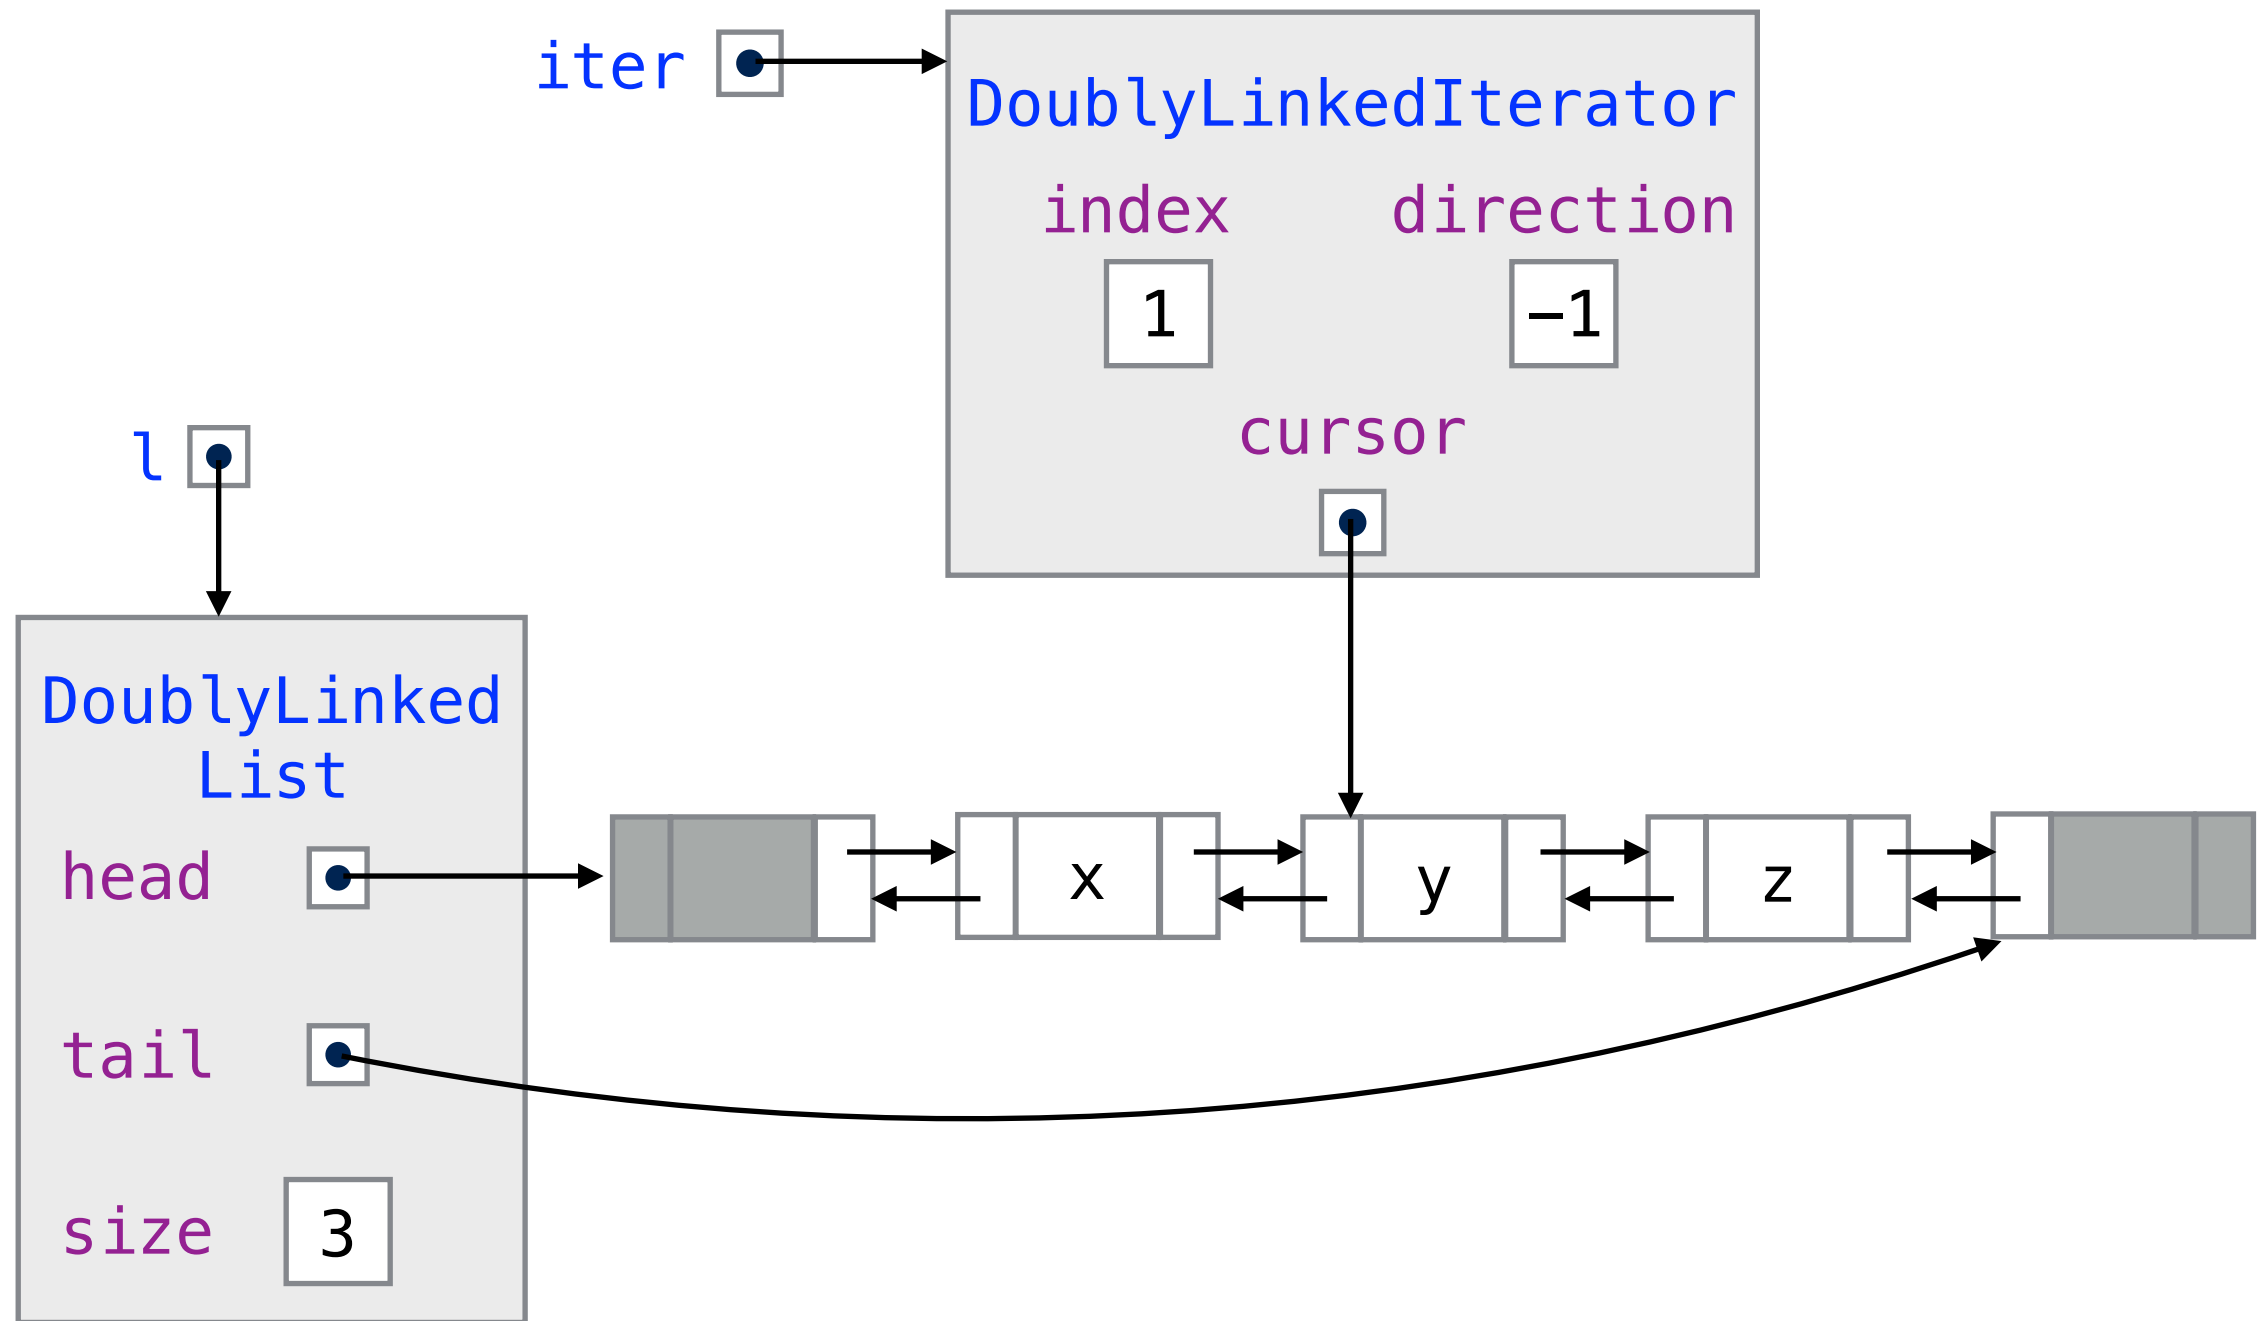 iter
DoublyLinkedIterator
index direction
1 −1
cursor
l
DoublyLinked
List
head
x y z
tail
size 3